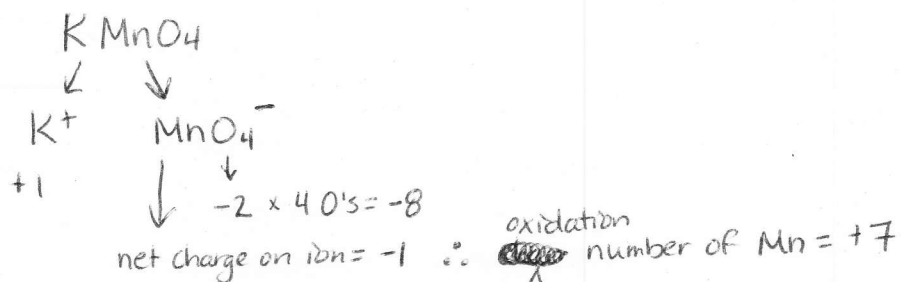 KMnO4
K+ MnO4-
+1
-2 x 4 O's = -8
net charge on ion = -1 ∴ oxidation number of Mn = +7